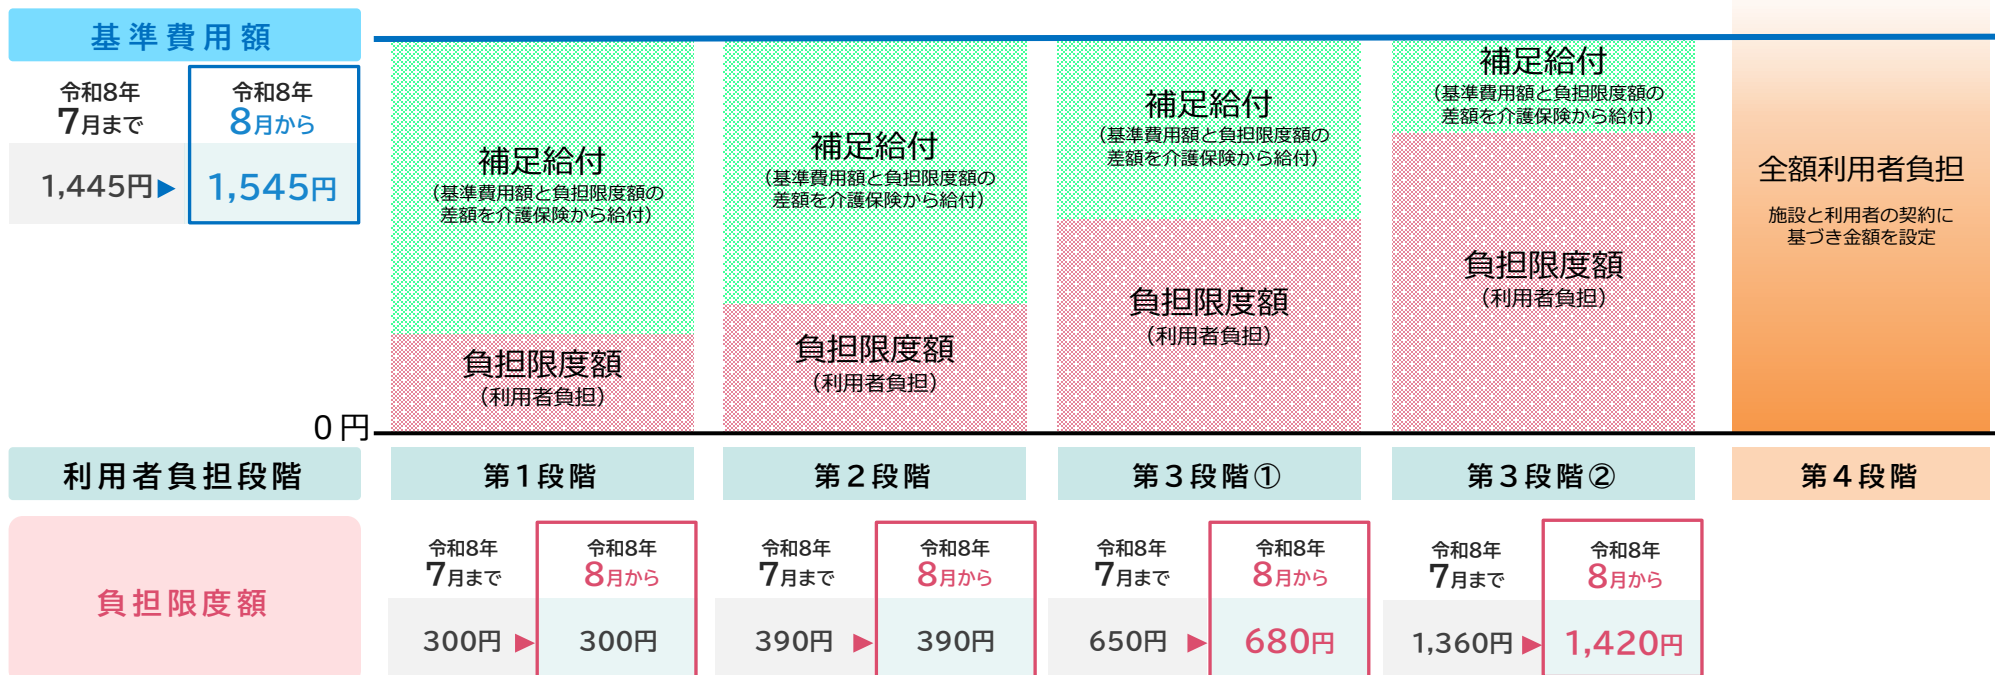 基準費用額
令和8年
7月まで
令和8年
8月から
1,445円▶
1,545円
補足給付
（基準費用額と負担限度額の
差額を介護保険から給付）
負担限度額
（利用者負担）
補足給付
（基準費用額と負担限度額の
差額を介護保険から給付）
負担限度額
（利用者負担）
補足給付
（基準費用額と負担限度額の
差額を介護保険から給付）
負担限度額
（利用者負担）
補足給付
（基準費用額と負担限度額の
差額を介護保険から給付）
負担限度額
（利用者負担）
全額利用者負担
施設と利用者の契約に
基づき金額を設定
0円
利用者負担段階
第1段階
第2段階
第3段階①
第3段階②
第4段階
負担限度額
令和8年
7月まで
令和8年
8月から
300円▶
300円
令和8年
7月まで
令和8年
8月から
390円▶
390円
令和8年
7月まで
令和8年
8月から
650円▶
680円
令和8年
7月まで
令和8年
8月から
1,360円▶
1,420円